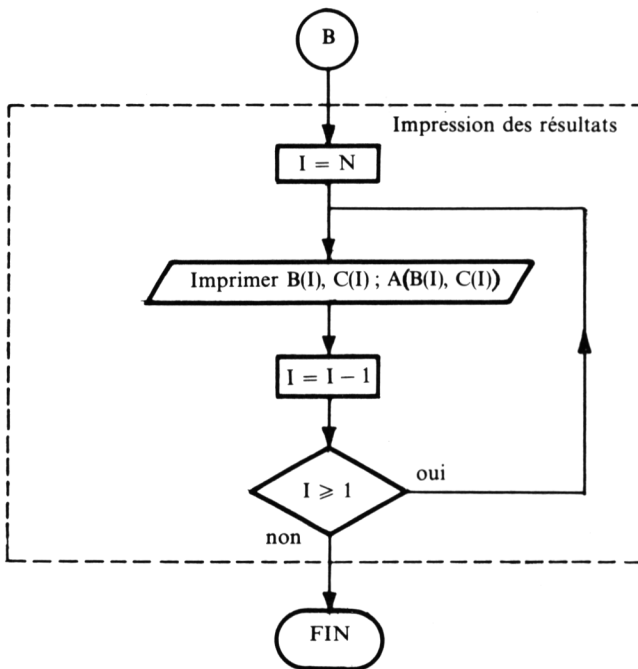 B
Impression des résultats
I = N
Imprimer B(I), C(I) ; A(B(I), C(I))
I = I − 1
I ⩾ 1
oui
non
FIN